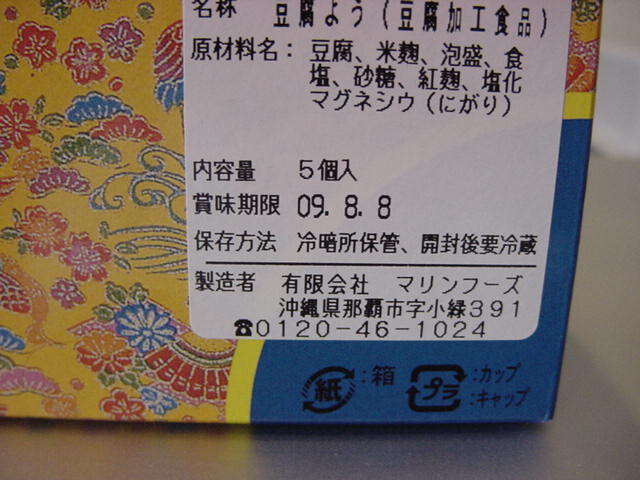 名称 豆腐よう(豆腐加工食品)
原材料名: 豆腐、米麹、泡盛、食
塩、砂糖、紅麹、塩化
マグネシウ(にがり)
内容量 5個入
賞味期限 09.8.8
保存方法 冷暗所保管、開封後要冷蔵
製造者 有限会社 マリンフーズ
沖縄県那覇市字小緑391
☎0120-46-1024
紙:箱
プラ:カップ
:キャップ